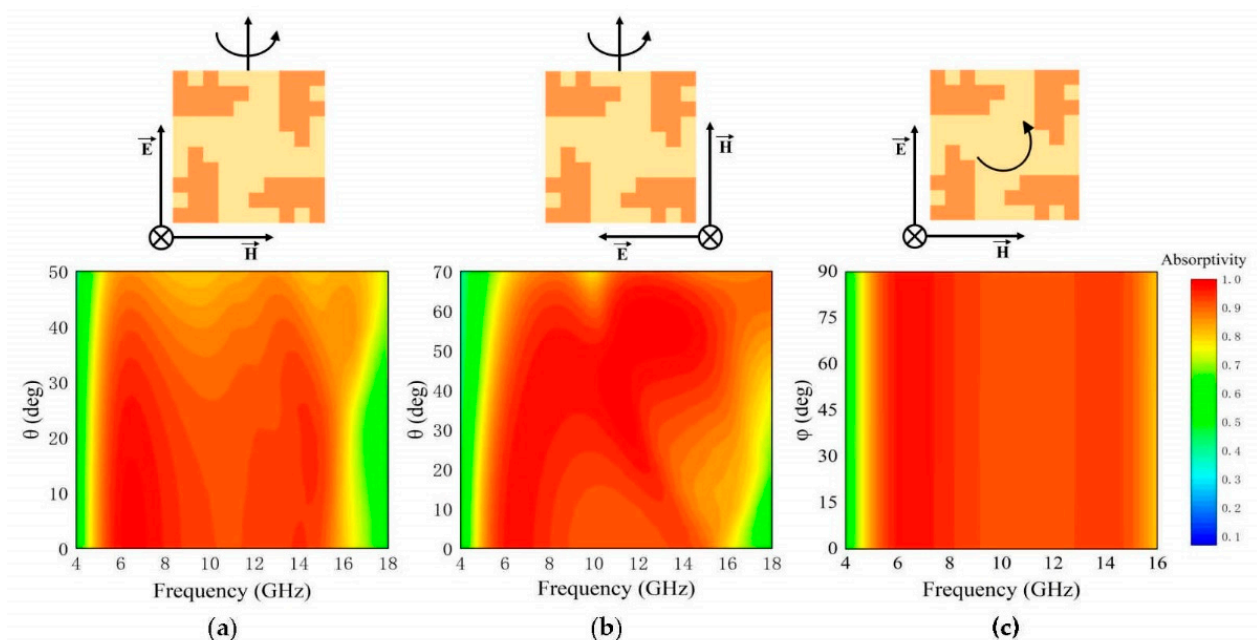 E
H
H
E
E
H
50
40
30
20
10
0
θ (deg)
4 6 8 10 12 14 16 18
Frequency (GHz)
(a)
70
60
50
40
30
20
10
0
θ (deg)
4 6 8 10 12 14 16 18
Frequency (GHz)
(b)
90
75
60
45
30
15
0
φ (deg)
4 6 8 10 12 14 16
Frequency (GHz)
(c)
Absorptivity
1.0
0.9
0.8
0.7
0.6
0.5
0.4
0.3
0.2
0.1